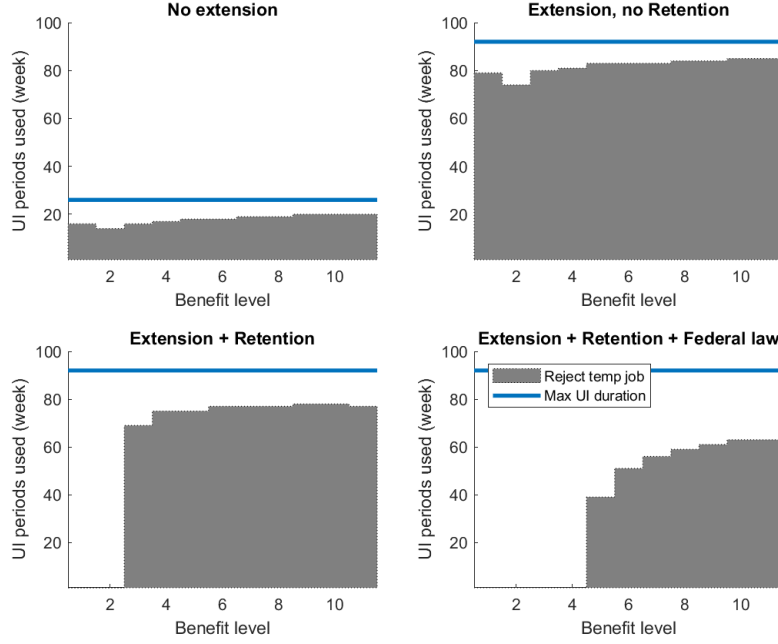 No extension
UI periods used (week)
100
80
60
40
20
2
4
6
8
10
Benefit level
Extension, no Retention
UI periods used (week)
100
80
60
40
20
2
4
6
8
10
Benefit level
Extension + Retention
UI periods used (week)
100
80
60
40
20
2
4
6
8
10
Benefit level
Extension + Retention + Federal law
UI periods used (week)
100
80
60
40
20
Reject temp job
Max UI duration
2
4
6
8
10
Benefit level